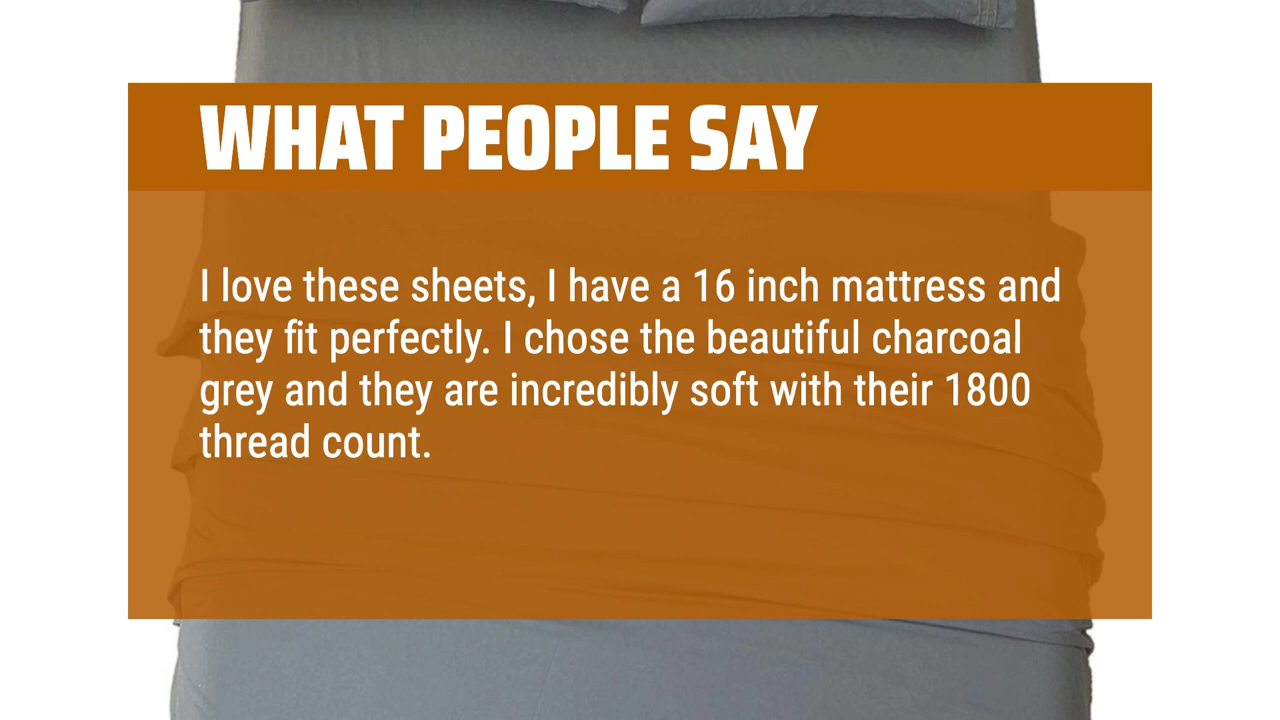 WHAT PEOPLE SAY
I love these sheets, I have a 16 inch mattress and
they fit perfectly. I chose the beautiful charcoal
grey and they are incredibly soft with their 1800
thread count.